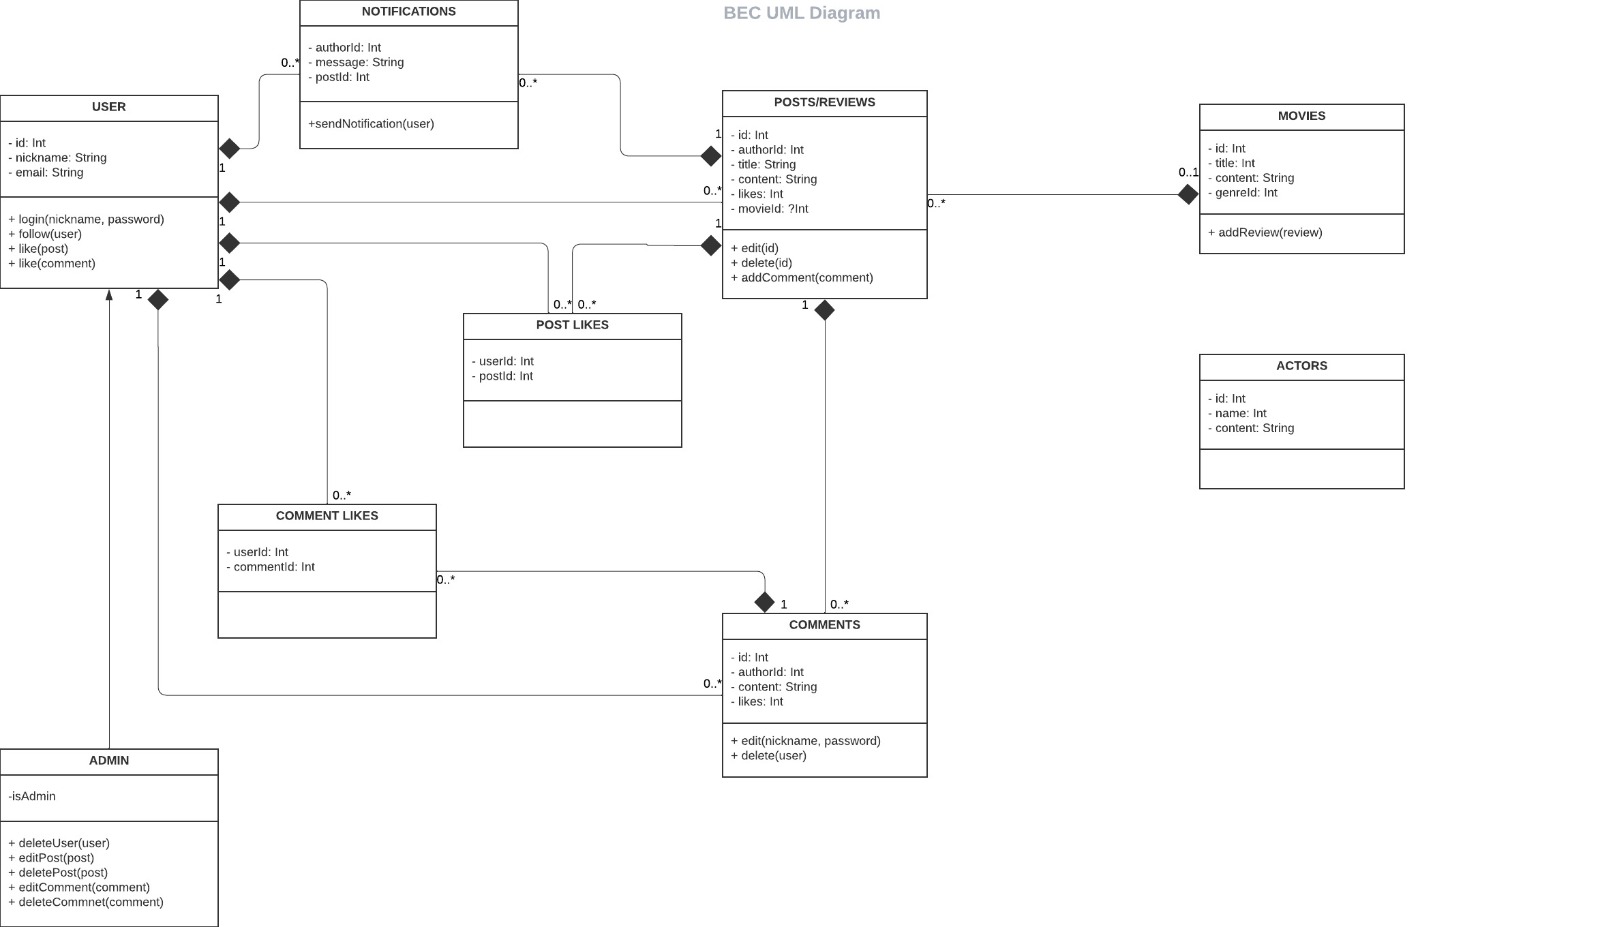 BEC UML Diagram
NOTIFICATIONS
- authorId: Int
- message: String
- postId: Int
+sendNotification(user)
0..*
0..*
USER
- id: Int
- nickname: String
- email: String
+ login(nickname, password)
+ follow(user)
+ like(post)
+ like(comment)
1
1
1
1
1
POSTS/REVIEWS
- id: Int
- authorId: Int
- title: String
- content: String
- likes: Int
- movieId: ?Int
+ edit(id)
+ delete(id)
+ addComment(comment)
1
0..*
1
1
0..*
MOVIES
- id: Int
- title: Int
- content: String
- genreId: Int
+ addReview(review)
0..1
0..*
0..*
POST LIKES
- userId: Int
- postId: Int
ACTORS
- id: Int
- name: Int
- content: String
0..*
COMMENT LIKES
- userId: Int
- commentId: Int
0..*
1
0..*
0..*
COMMENTS
- id: Int
- authorId: Int
- content: String
- likes: Int
+ edit(nickname, password)
+ delete(user)
ADMIN
-isAdmin
+ deleteUser(user)
+ editPost(post)
+ deletePost(post)
+ editComment(comment)
+ deleteCommnet(comment)